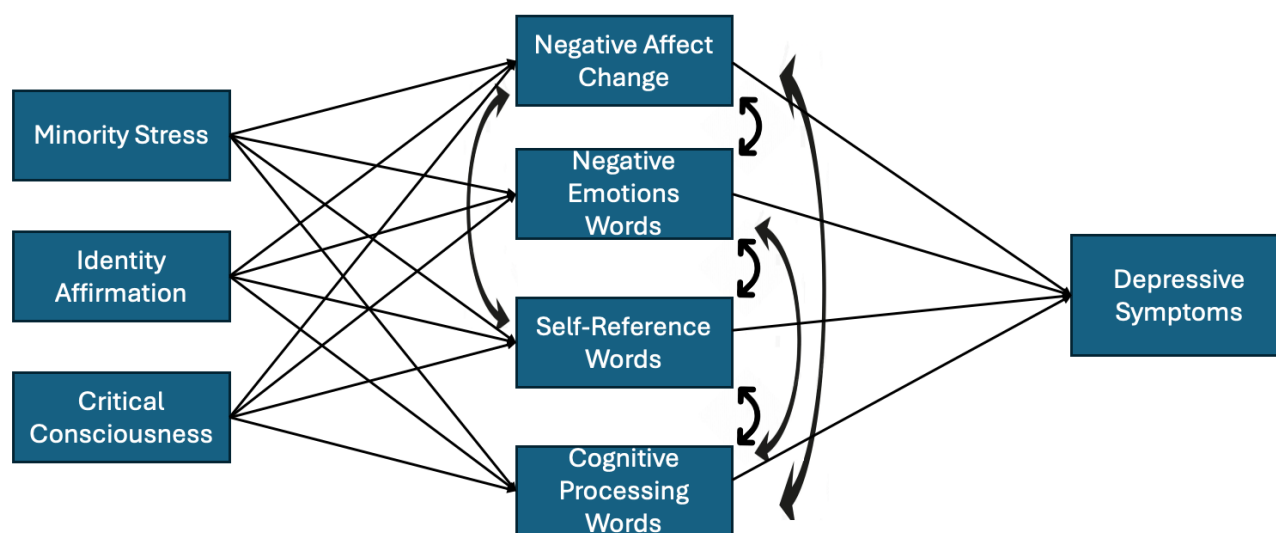 Minority Stress
Identity
Affirmation
Critical
Consciousness
Negative Affect
Change
Negative
Emotions
Words
Self-Reference
Words
Cognitive
Processing
Words
Depressive
Symptoms